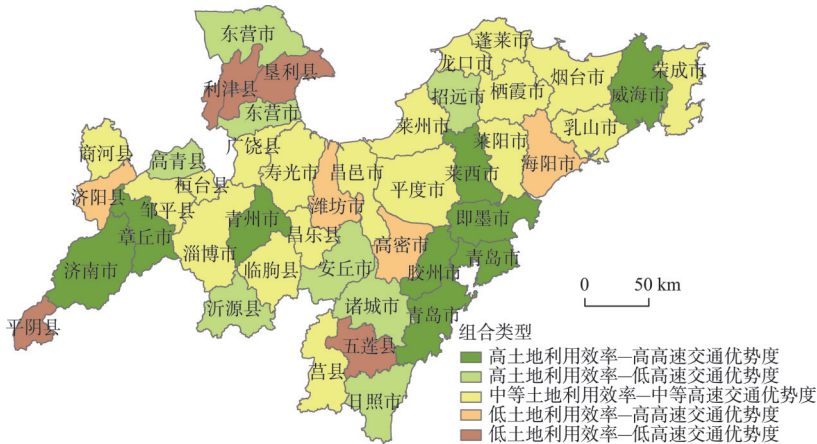 东营市
蓬莱市
龙口市
烟台市
荣成市
利津县
垦利县
招远市
栖霞市
威海市
东营市
莱州市
莱阳市
乳山市
商河县
高青县
广饶县
寿光市
昌邑市
平度市
莱西市
海阳市
济阳县
桓台县
邹平县
青州市
潍坊市
即墨市
章丘市
淄博市
昌乐县
高密市
济南市
临朐县
安丘市
胶州市
青岛市
沂源县
诸城市
青岛市
平阴县
五莲县
莒县
日照市
0 50 km
组合类型
高土地利用效率—高高速交通优势度
高土地利用效率—低高速交通优势度
中等土地利用效率—中等高速交通优势度
低土地利用效率—高高速交通优势度
低土地利用效率—低高速交通优势度